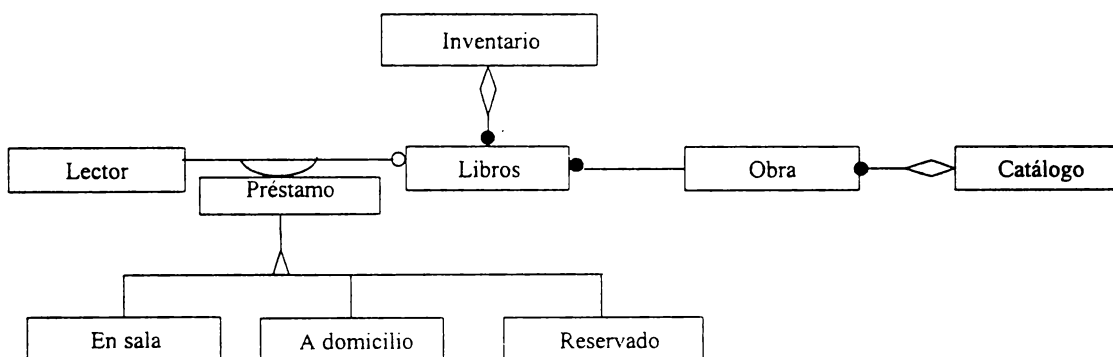 Inventario
Lector
Préstamo
Libros
Obra
Catálogo
En sala
A domicilio
Reservado